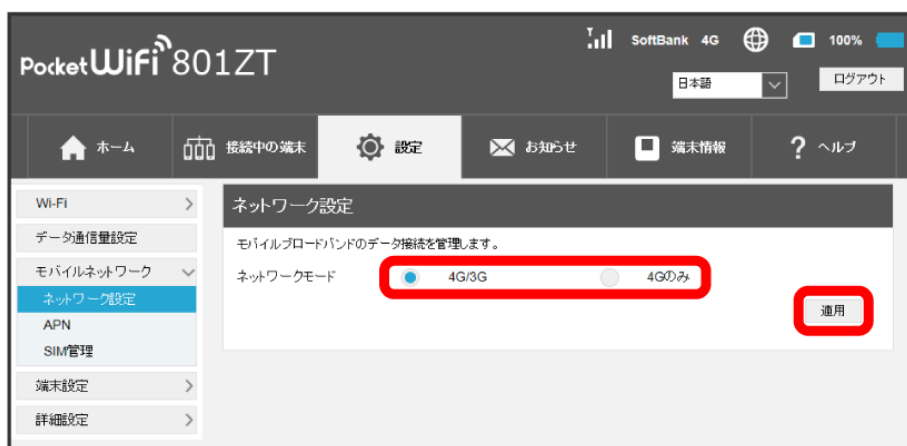 SoftBank 4G 100%
Pocket WiFi 801ZT
日本語 ログアウト
ホーム 接続中の端末 設定 お知らせ 端末情報 ? ヘルプ
Wi-Fi
データ通信量設定
モバイルネットワーク
ネットワーク設定
APN
SIM管理
端末設定
詳細設定
ネットワーク設定
モバイルブロードバンドのデータ接続を管理します。
ネットワークモード 4G/3G 4Gのみ
適用